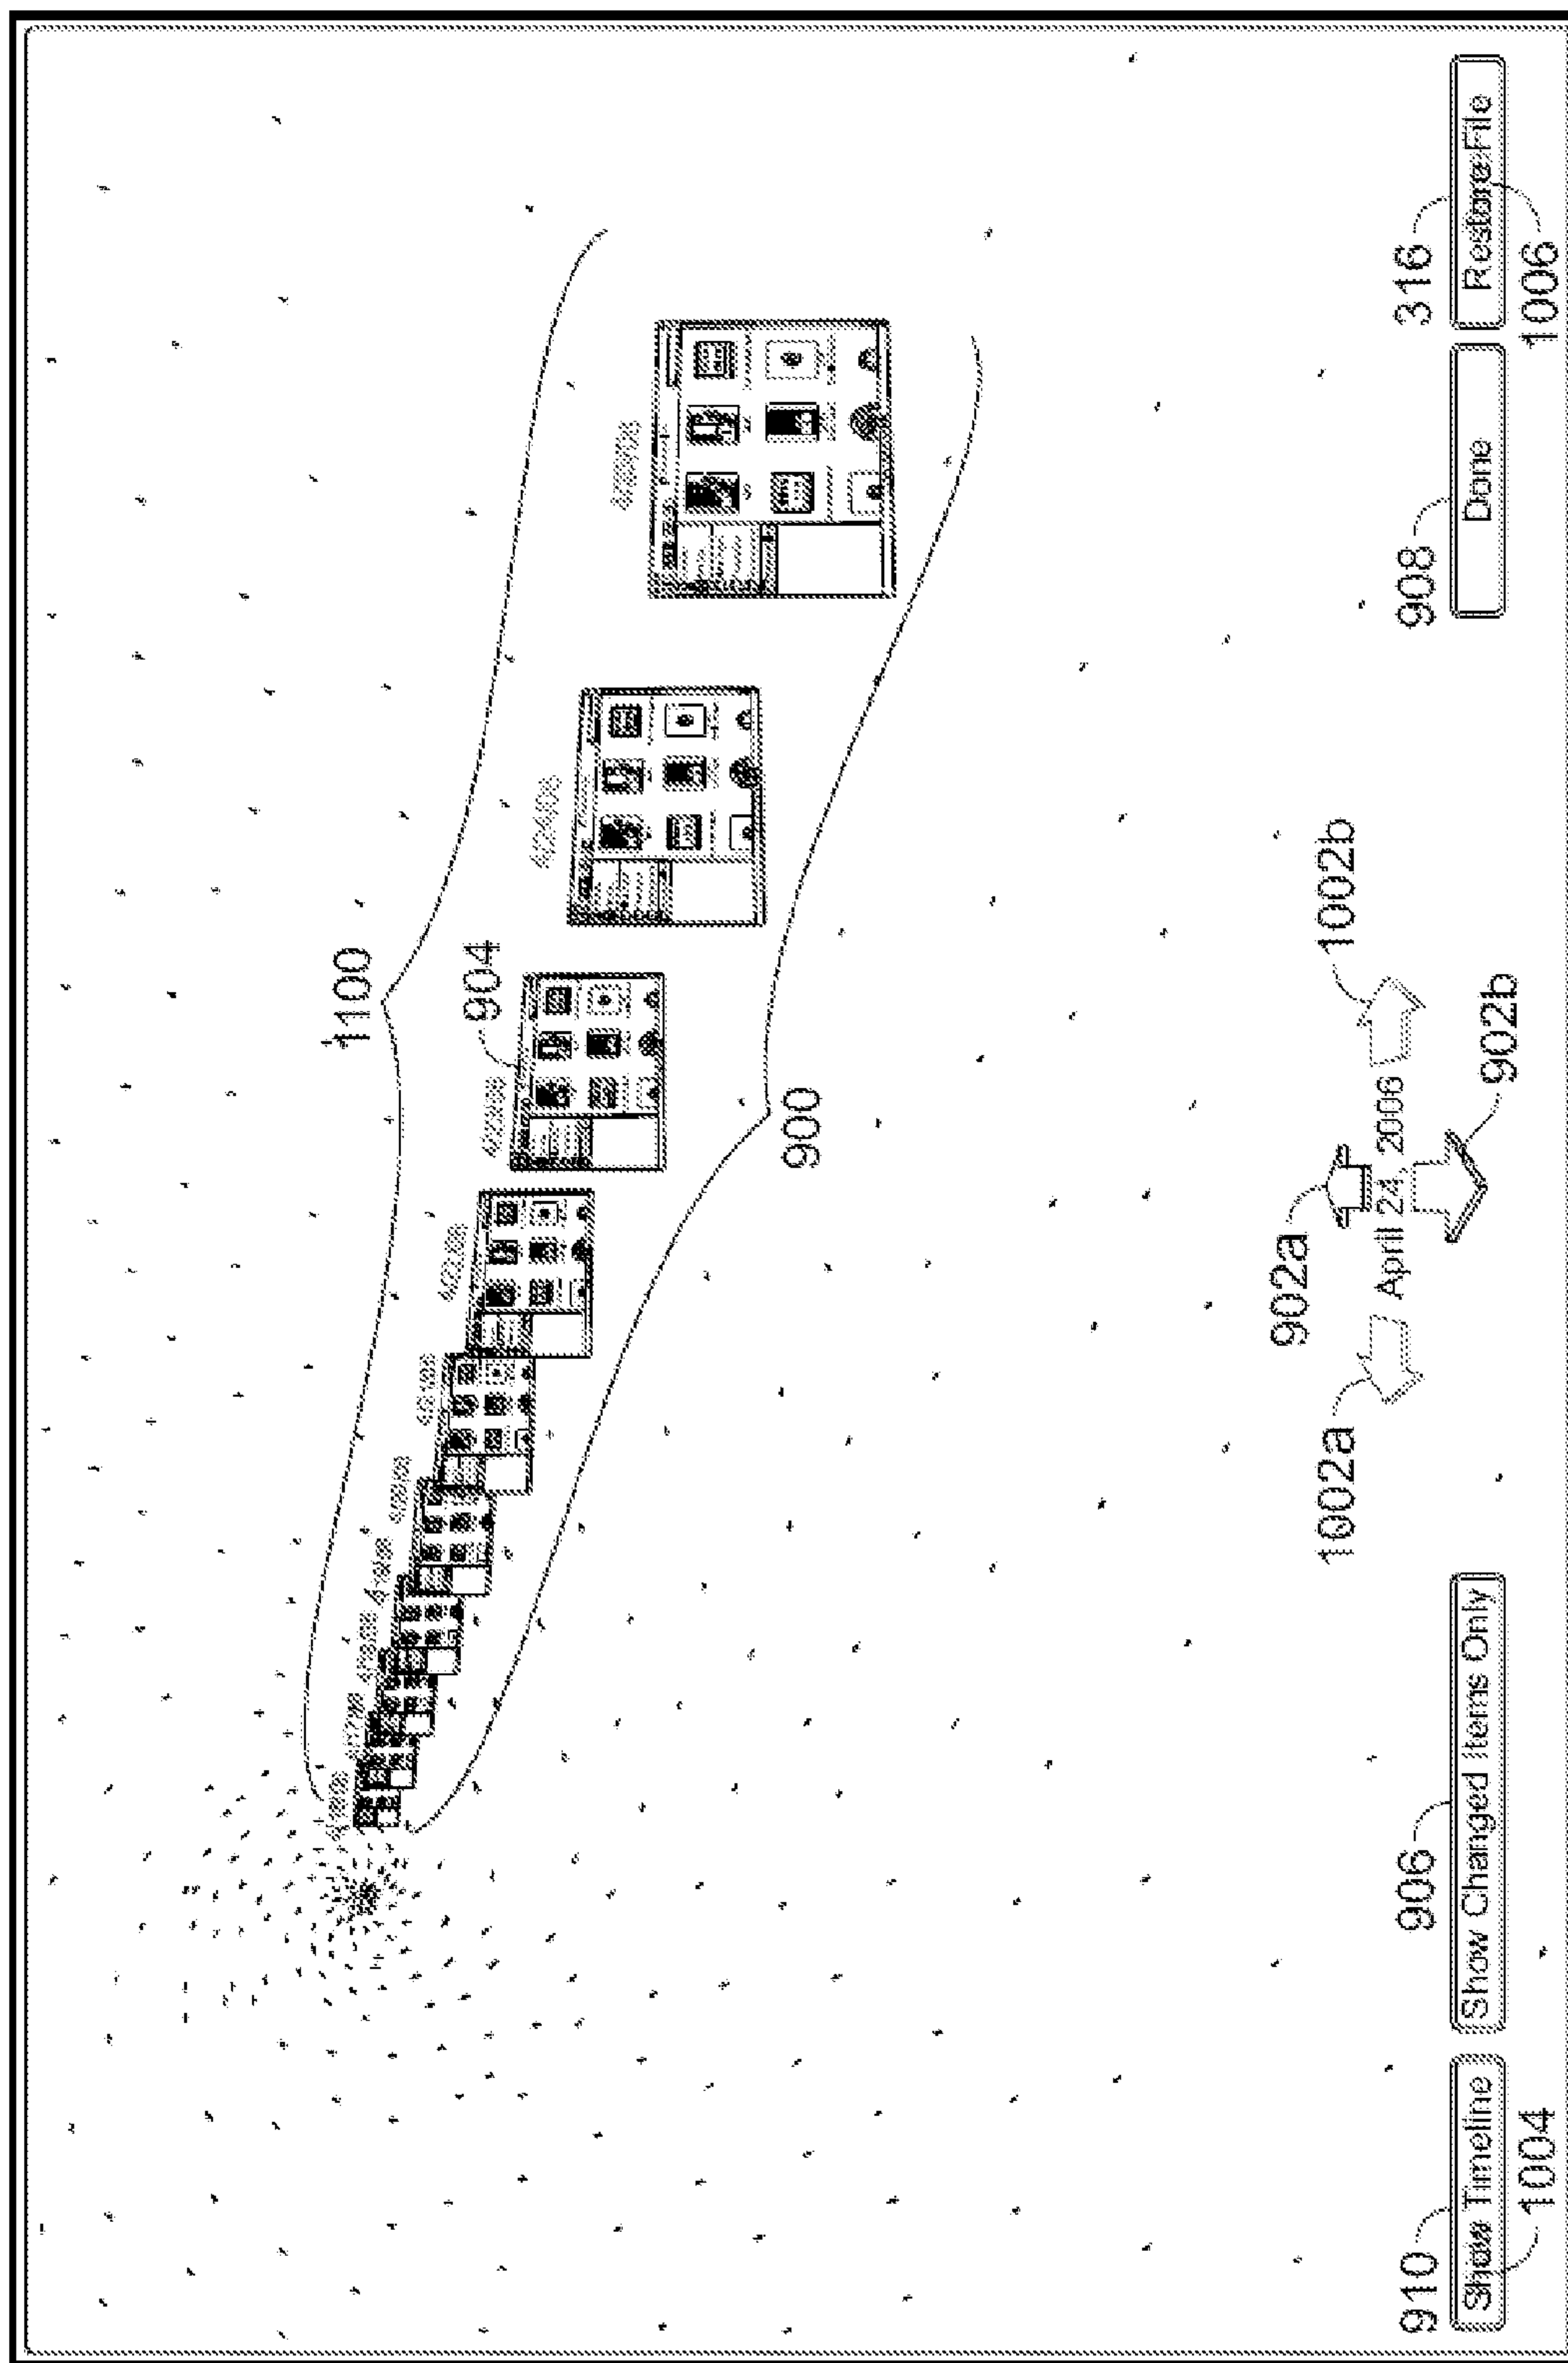 1100
904
900
902a
1002a
April 24, 2006
1002b
902b
910
906
908
316
Show Timeline
Show Changed Items Only
Done
Restore File
1004
1006